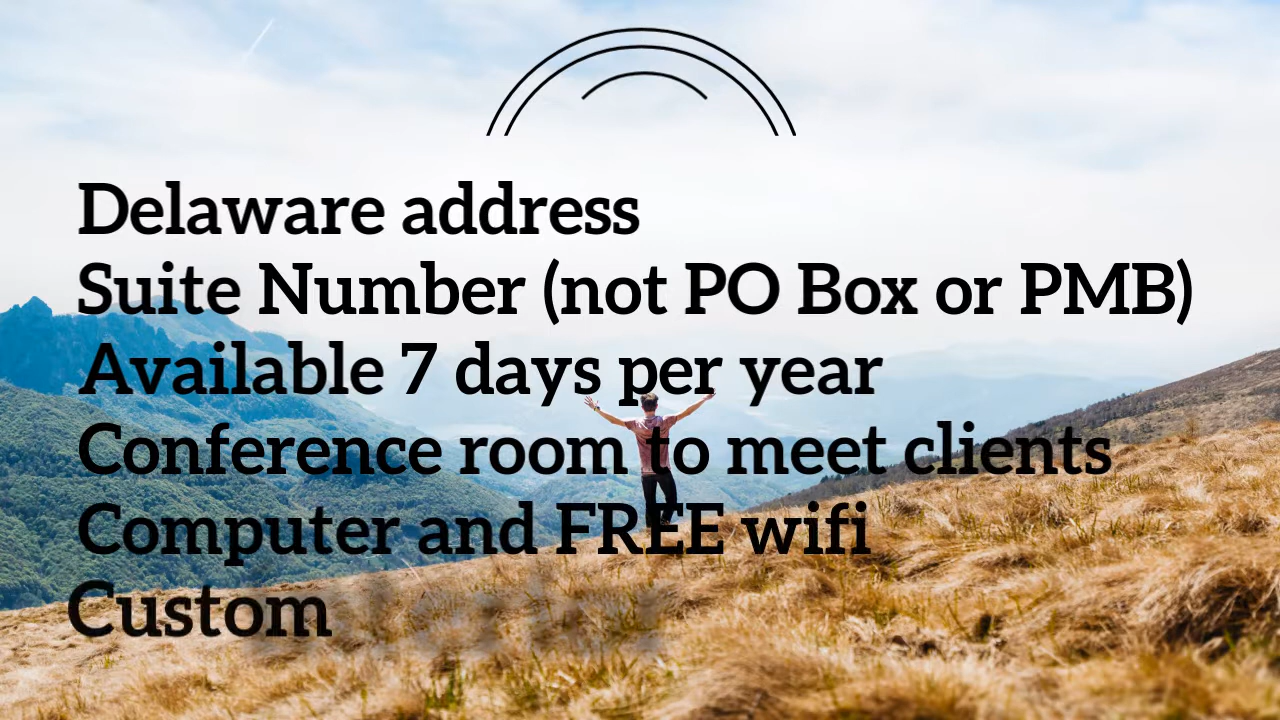 Delaware address
Suite Number (not PO Box or PMB)
Available 7 days per year
Conference room to meet clients
Computer and FREE wifi
Custom